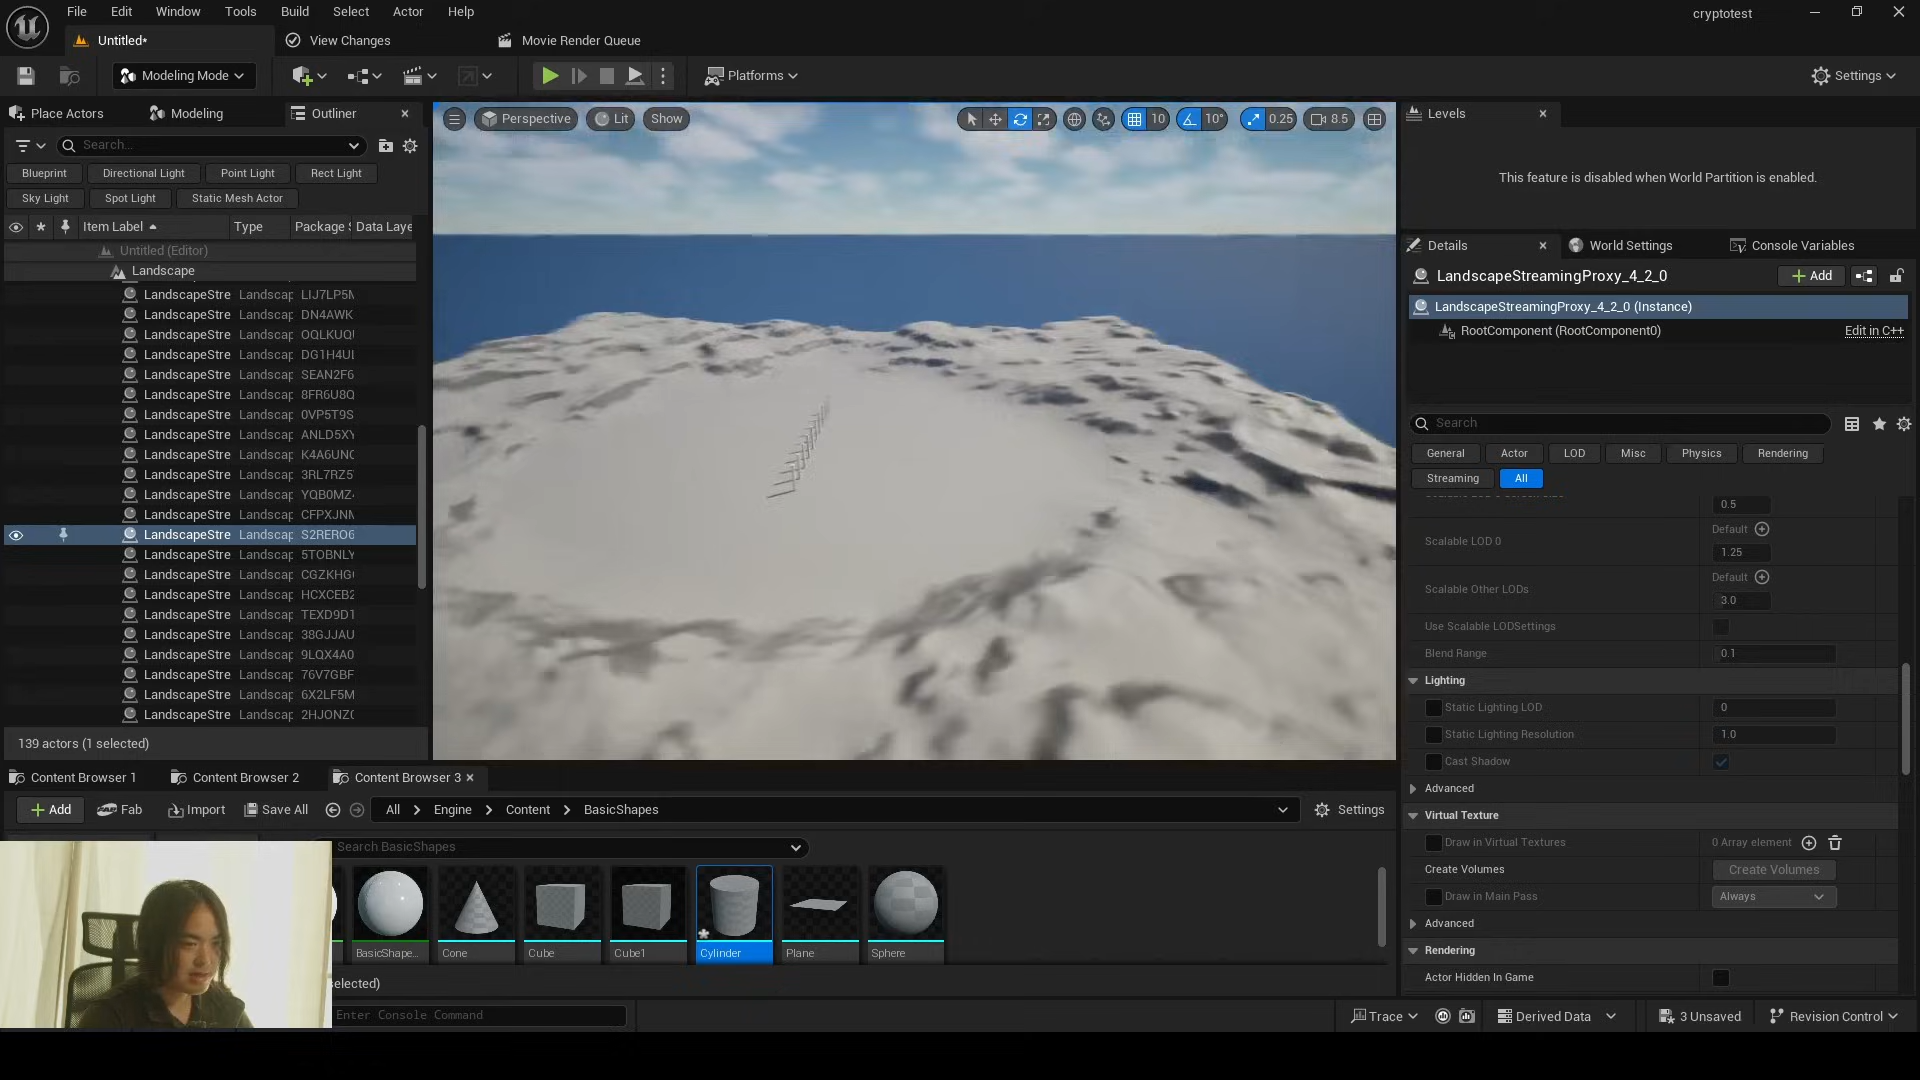 File Edit Window Tools Build Select Actor Help
cryptotest
Untitled*
View Changes
Movie Render Queue
Modeling Mode
Platforms
Settings
Place Actors
Modeling
Outliner
Search...
Blueprint
Directional Light
Point Light
Rect Light
Sky Light
Spot Light
Static Mesh Actor
Item Label
Type
Package S
Data Laye
Untitled (Editor)
Landscape
LandscapeStre Landscap LIJ7LP5M
LandscapeStre Landscap DN4AWK
LandscapeStre Landscap OQLKUQU
LandscapeStre Landscap DG1H4UL
LandscapeStre Landscap SEAN2F6
LandscapeStre Landscap 8FR6U8Q
LandscapeStre Landscap 0VP5T9S
LandscapeStre Landscap ANLD5XY
LandscapeStre Landscap K4A6UNC
LandscapeStre Landscap 3RL7RZ5
LandscapeStre Landscap YQB0MZ
LandscapeStre Landscap CFPXJNM
LandscapeStre Landscap S2RERO6
LandscapeStre Landscap 5TOBNLY
LandscapeStre Landscap CGZKHG
LandscapeStre Landscap HCXCEB2
LandscapeStre Landscap TEXD9D1
LandscapeStre Landscap 38GJJAU
LandscapeStre Landscap 9LQX4A0
LandscapeStre Landscap 76V7GBF
LandscapeStre Landscap 6X2LF5M
LandscapeStre Landscap 2HJONZ
139 actors (1 selected)
Perspective
Lit
Show
10
10°
0.25
8.5
Levels
This feature is disabled when World Partition is enabled.
Details
World Settings
Console Variables
LandscapeStreamingProxy_4_2_0
Add
LandscapeStreamingProxy_4_2_0 (Instance)
RootComponent (RootComponent0)
Edit in C++
Search
General
Actor
LOD
Misc
Physics
Rendering
Streaming
All
0.5
Default
Scalable LOD 0
1.25
Default
Scalable Other LODs
3.0
Use Scalable LODSettings
Blend Range
0.1
Lighting
Static Lighting LOD
0
Static Lighting Resolution
1.0
Cast Shadow
Advanced
Virtual Texture
Draw in Virtual Textures
0 Array element
Create Volumes
Create Volumes
Draw in Main Pass
Always
Advanced
Rendering
Actor Hidden In Game
Content Browser 1
Content Browser 2
Content Browser 3
Add
Fab
Import
Save All
All
Engine
Content
BasicShapes
Settings
Search BasicShapes
BasicShape...
Cone
Cube
Cube1
Cylinder
Plane
Sphere
selected)
Enter Console Command
Trace
Derived Data
3 Unsaved
Revision Control